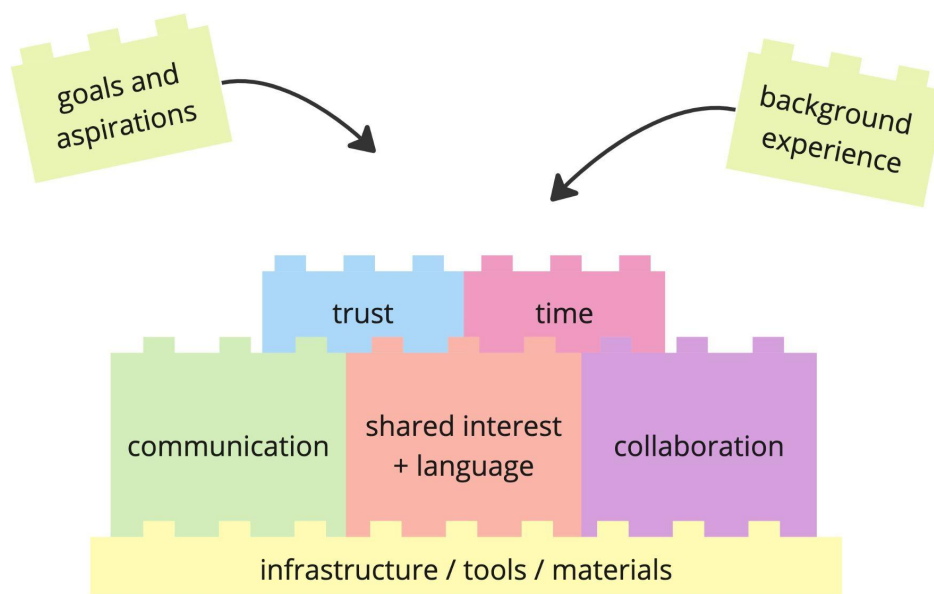 goals and
aspirations
background
experience
trust
time
communication
shared interest
+ language
collaboration
infrastructure / tools / materials